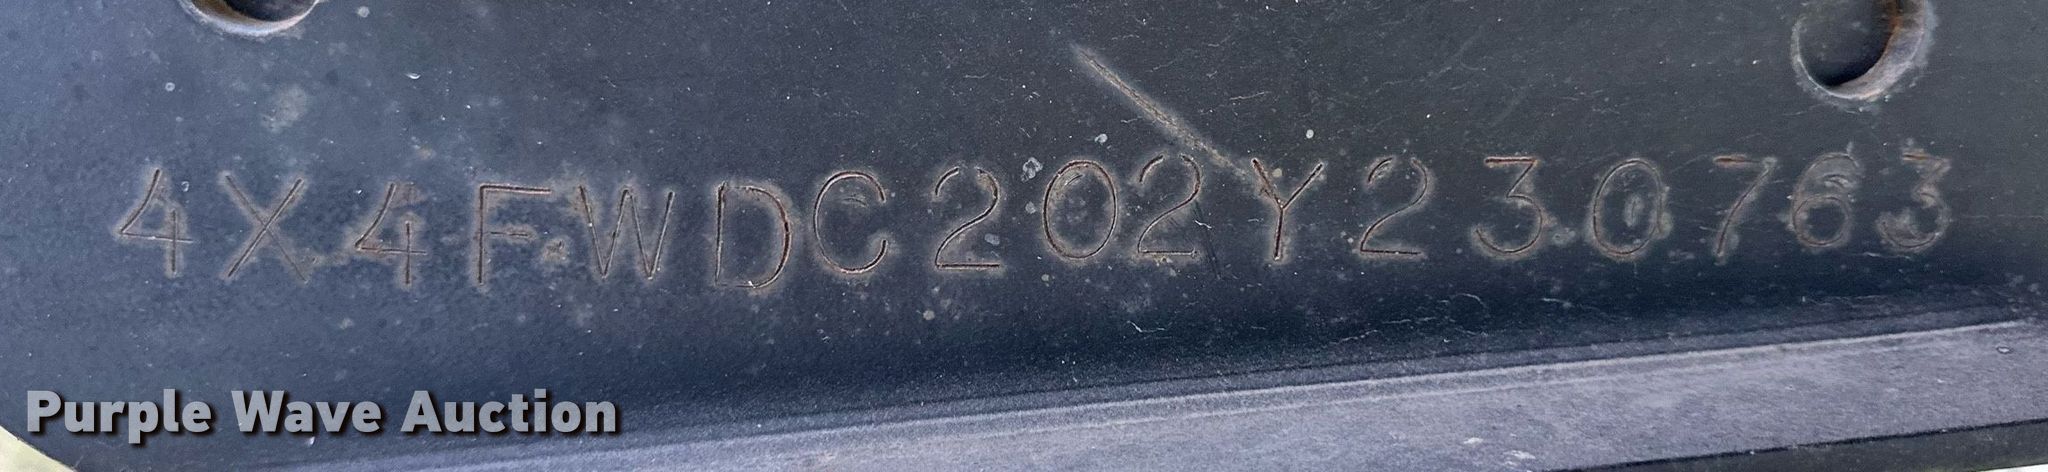 4X4FWDC202Y230763
Purple Wave Auction